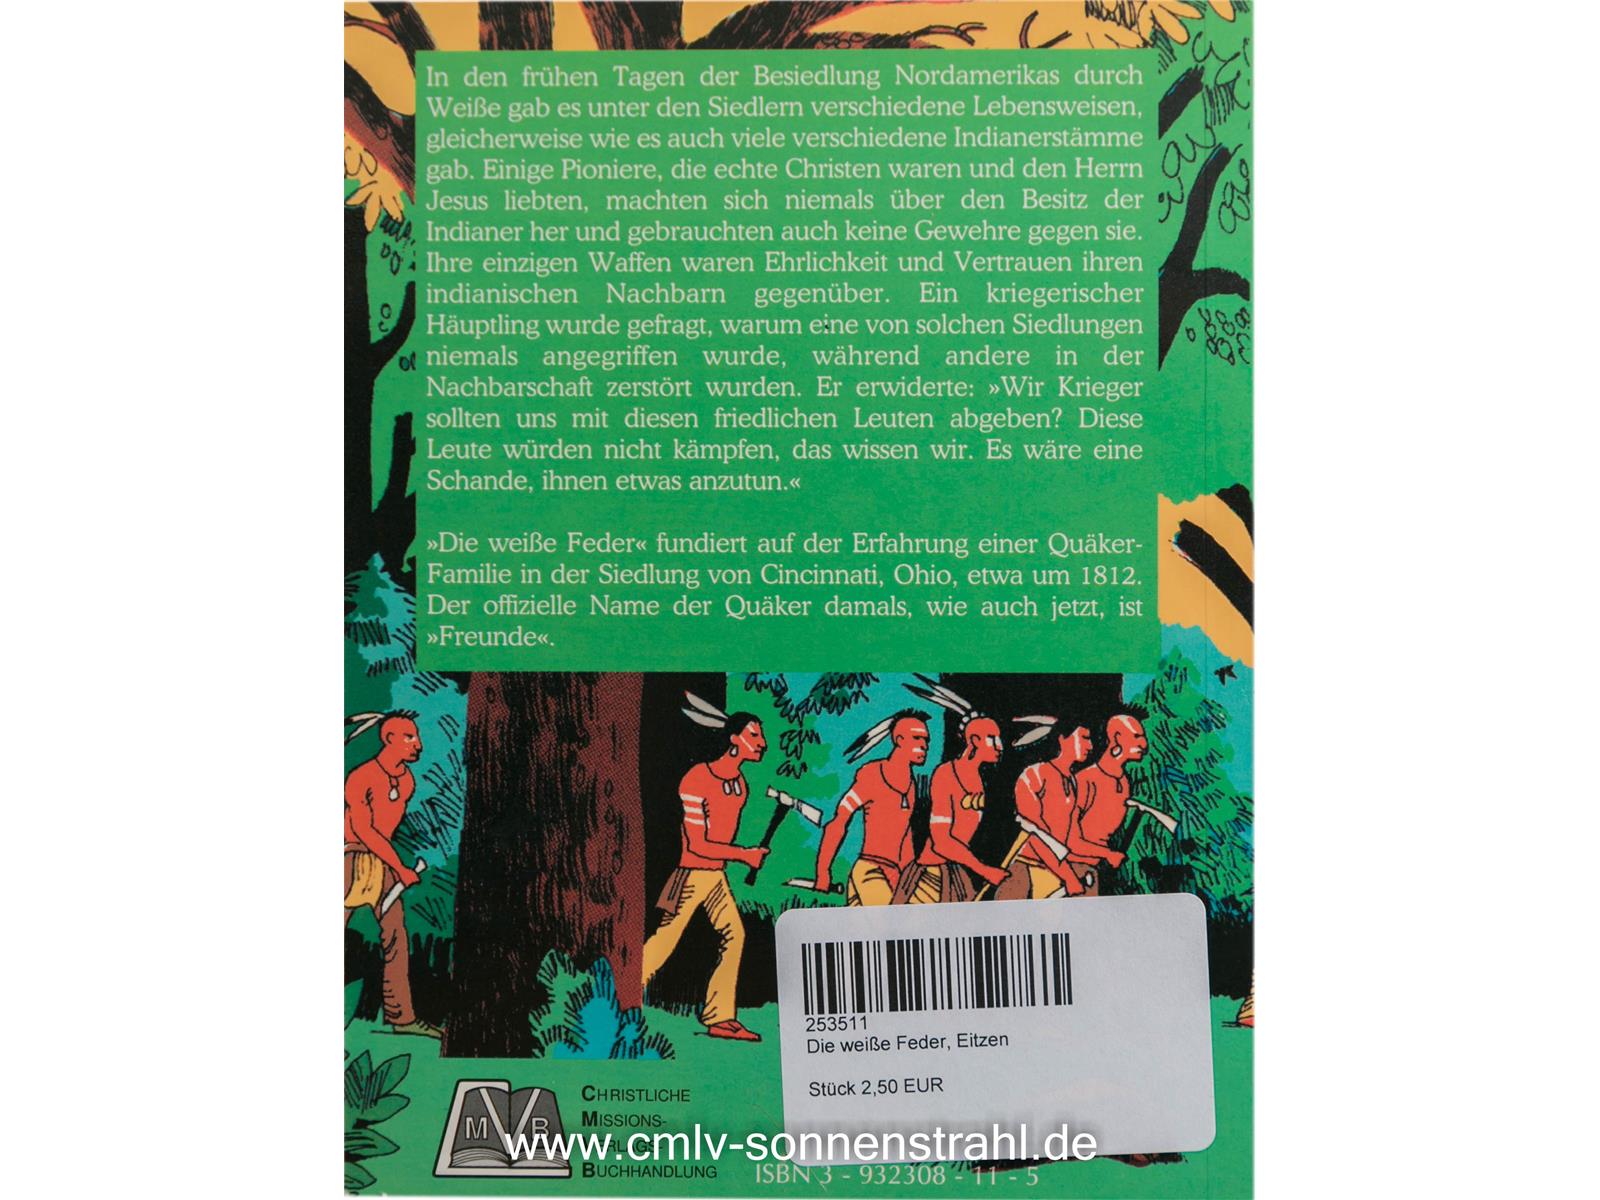 In den frühen Tagen der Besiedlung Nordamerikas durch
Weiße gab es unter den Siedlern verschiedene Lebensweisen,
gleicherweise wie es auch viele verschiedene Indianerstämme
gab. Einige Pioniere, die echte Christen waren und den Herrn
Jesus liebten, machten sich niemals über den Besitz der
Indianer her und gebrauchten auch keine Gewehre gegen sie.
Ihre einzigen Waffen waren Ehrlichkeit und Vertrauen ihren
indianischen Nachbarn gegenüber. Ein kriegerischer
Häuptling wurde gefragt, warum eine von solchen Siedlungen
niemals angegriffen wurde, während andere in der
Nachbarschaft zerstört wurden. Er erwiderte: »Wir Krieger
sollten uns mit diesen friedlichen Leuten abgeben? Diese
Leute würden nicht kämpfen, das wissen wir. Es wäre eine
Schande, ihnen etwas anzutun.«
»Die weiße Feder« fundiert auf der Erfahrung einer Quäker-
Familie in der Siedlung von Cincinnati, Ohio, etwa um 1812.
Der offizielle Name der Quäker damals, wie auch jetzt, ist
»Freunde«.
253511
Die weiße Feder, Eitzen
Stück 2,50 EUR
MVB
CHRISTLICHE
MISSIONS-
BUCHHANDLUNG
www.cmlv-sonnenstrahl.de
ISBN 3 - 932308 - 11 - 5